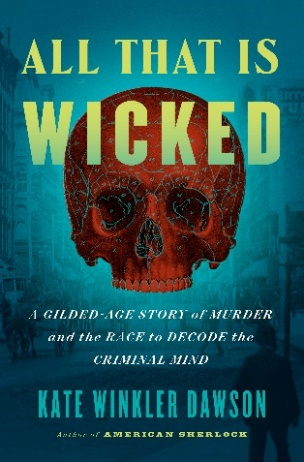 ALL THAT IS
WICKED
A GILDED-AGE STORY of MURDER
and the RACE to DECODE the
CRIMINAL MIND
KATE WINKLER DAWSON
Author of AMERICAN SHERLOCK